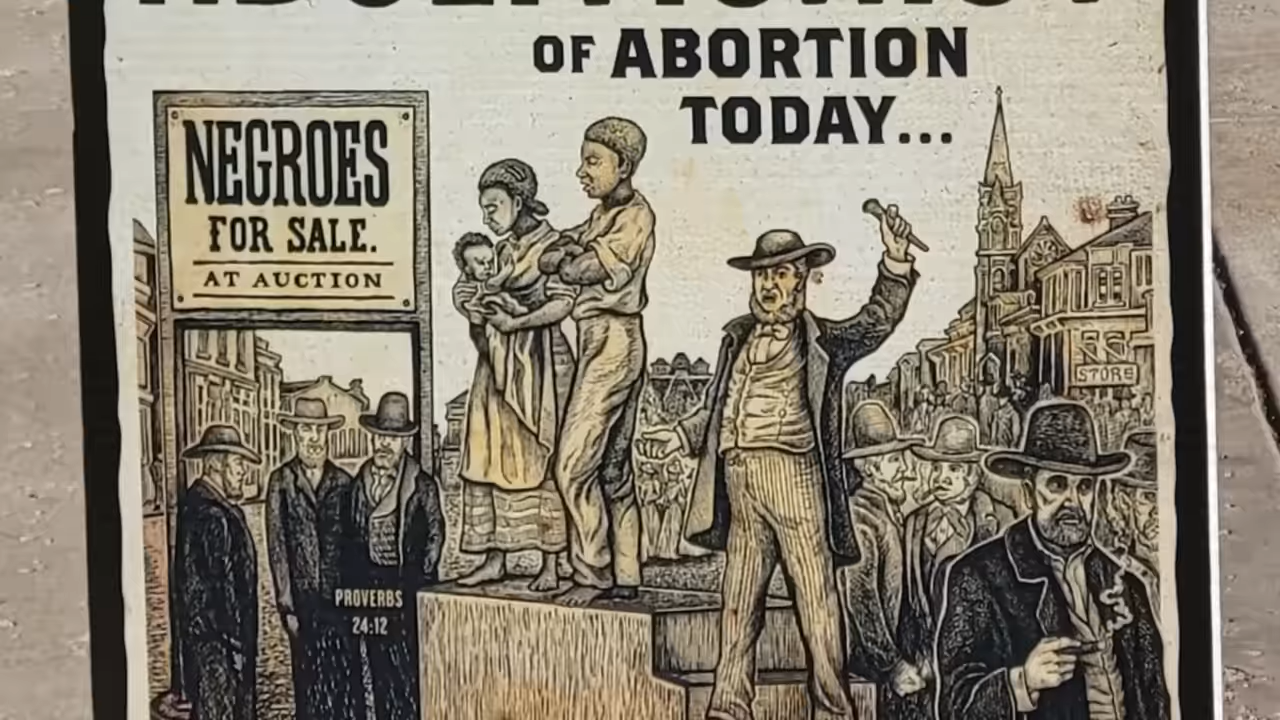 OF ABORTION
TODAY...
NEGROES
FOR SALE.
AT AUCTION
STORE
PROVERBS
24:12